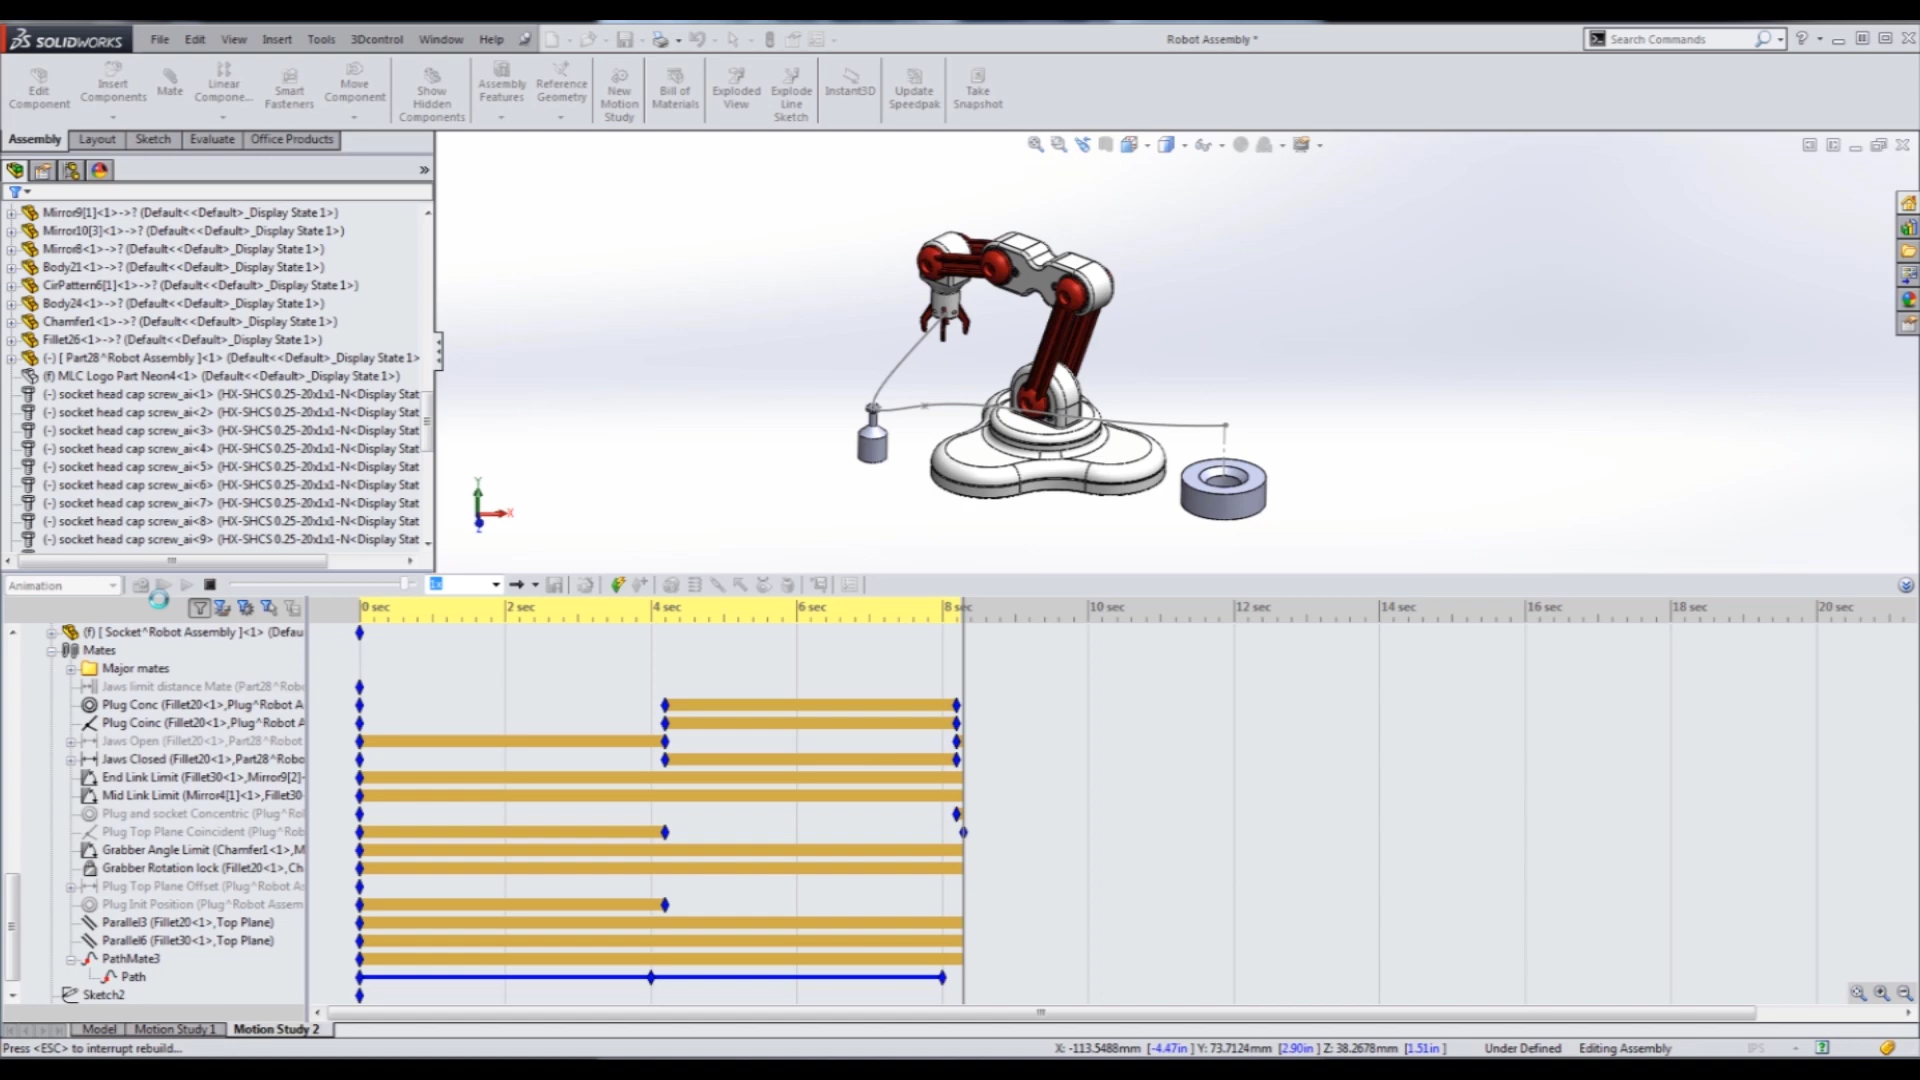 SOLIDWORKS File Edit View Insert Tools 3Dcontrol Window Help Robot Assembly * Search Commands
Edit Component
Insert Components
Mate
Linear Compone...
Smart Fasteners
Move Component
Show Hidden Components
Assembly Features
Reference Geometry
New Motion Study
Bill of Materials
Exploded View
Explode Line Sketch
Instant3D
Update Speedpak
Take Snapshot
Assembly Layout Sketch Evaluate Office Products
Mirror9[1]<1>->? (Default<<Default>_Display State 1>)
Mirror10[3]<1>->? (Default<<Default>_Display State 1>)
Mirror8<1>->? (Default<<Default>_Display State 1>)
Body21<1>->? (Default<<Default>_Display State 1>)
CirPattern6[1]<1>->? (Default<<Default>_Display State 1>)
Body24<1>->? (Default<<Default>_Display State 1>)
Chamfer1<1>->? (Default<<Default>_Display State 1>)
Fillet26<1>->? (Default<<Default>_Display State 1>)
(-) [ Part28^Robot Assembly ]<1> (Default<<Default>_Display State 1>
(f) MLC Logo Part Neon4<1> (Default<<Default>_Display State 1>)
(-) socket head cap screw_ai<1> (HX-SHCS 0.25-20x1x1-N<Display Stat
(-) socket head cap screw_ai<2> (HX-SHCS 0.25-20x1x1-N<Display Stat
(-) socket head cap screw_ai<3> (HX-SHCS 0.25-20x1x1-N<Display Stat
(-) socket head cap screw_ai<4> (HX-SHCS 0.25-20x1x1-N<Display Stat
(-) socket head cap screw_ai<5> (HX-SHCS 0.25-20x1x1-N<Display Stat
(-) socket head cap screw_ai<6> (HX-SHCS 0.25-20x1x1-N<Display Stat
(-) socket head cap screw_ai<7> (HX-SHCS 0.25-20x1x1-N<Display Stat
(-) socket head cap screw_ai<8> (HX-SHCS 0.25-20x1x1-N<Display Stat
(-) socket head cap screw_ai<9> (HX-SHCS 0.25-20x1x1-N<Display Stat
Y
X
Z
Animation 1x
0 sec 2 sec 4 sec 6 sec 8 sec 10 sec 12 sec 14 sec 16 sec 18 sec 20 sec
(f) [ Socket^Robot Assembly ]<1> (Defau
Mates
Major mates
Jaws limit distance Mate (Part28^Robo
Plug Conc (Fillet20<1>,Plug^Robot A
Plug Coinc (Fillet20<1>,Plug^Robot A
Jaws Open (Fillet20<1>,Part28^Robot
Jaws Closed (Fillet20<1>,Part28^Robo
End Link Limit (Fillet30<1>,Mirror9[2]
Mid Link Limit (Mirror4[1]<1>,Fillet30
Plug and socket Concentric (Plug^Rob
Plug Top Plane Coincident (Plug^Rob
Grabber Angle Limit (Chamfer1<1>,M
Grabber Rotation lock (Fillet20<1>,Ch
Plug Top Plane Offset (Plug^Robot As
Plug Init Position (Plug^Robot Assem
Parallel3 (Fillet20<1>,Top Plane)
Parallel6 (Fillet30<1>,Top Plane)
PathMate3
Path
Sketch2
Model Motion Study 1 Motion Study 2
Press <ESC> to interrupt rebuild... X: -113.5488mm [-4.47in ] Y: 73.7124mm [2.90in ] Z: 38.2678mm [1.51in ] Under Defined Editing Assembly IPS